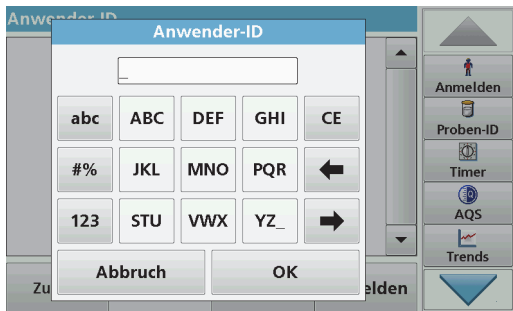 Anwender-ID
Anwender-ID
_
abc ABC DEF GHI CE
#% JKL MNO PQR
123 STU VWX YZ_
Abbruch OK
Zu
elden
Anmelden
Proben-ID
Timer
AQS
Trends